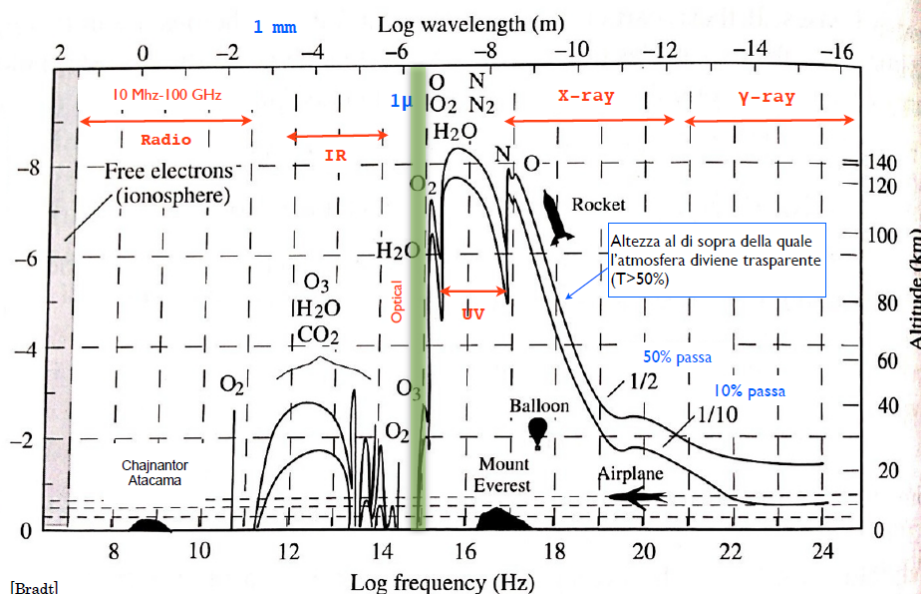 1 mm
Log wavelength (m)
2 0 −2 −4 −6 −8 −10 −12 −14 −16
10 Mhz-100 GHz
Radio
IR
1μ
O N
O2 N2
H2O
X-ray
γ-ray
N
O
−8
140
Free electrons
(ionosphere)
O2
120
Rocket
−6
H2O
100
Altezza al di sopra della quale
l'atmosfera diviene trasparente
(T>50%)
Optical
UV
O3
H2O
CO2
80
Altitude (km)
−4
60
50% passa
O2
O3
1/2
10% passa
40
Balloon
1/10
−2
O2
Chajnantor
Atacama
Mount
Everest
Airplane
20
0
0
8 10 12 14 16 18 20 22 24
Log frequency (Hz)
[Bradt]